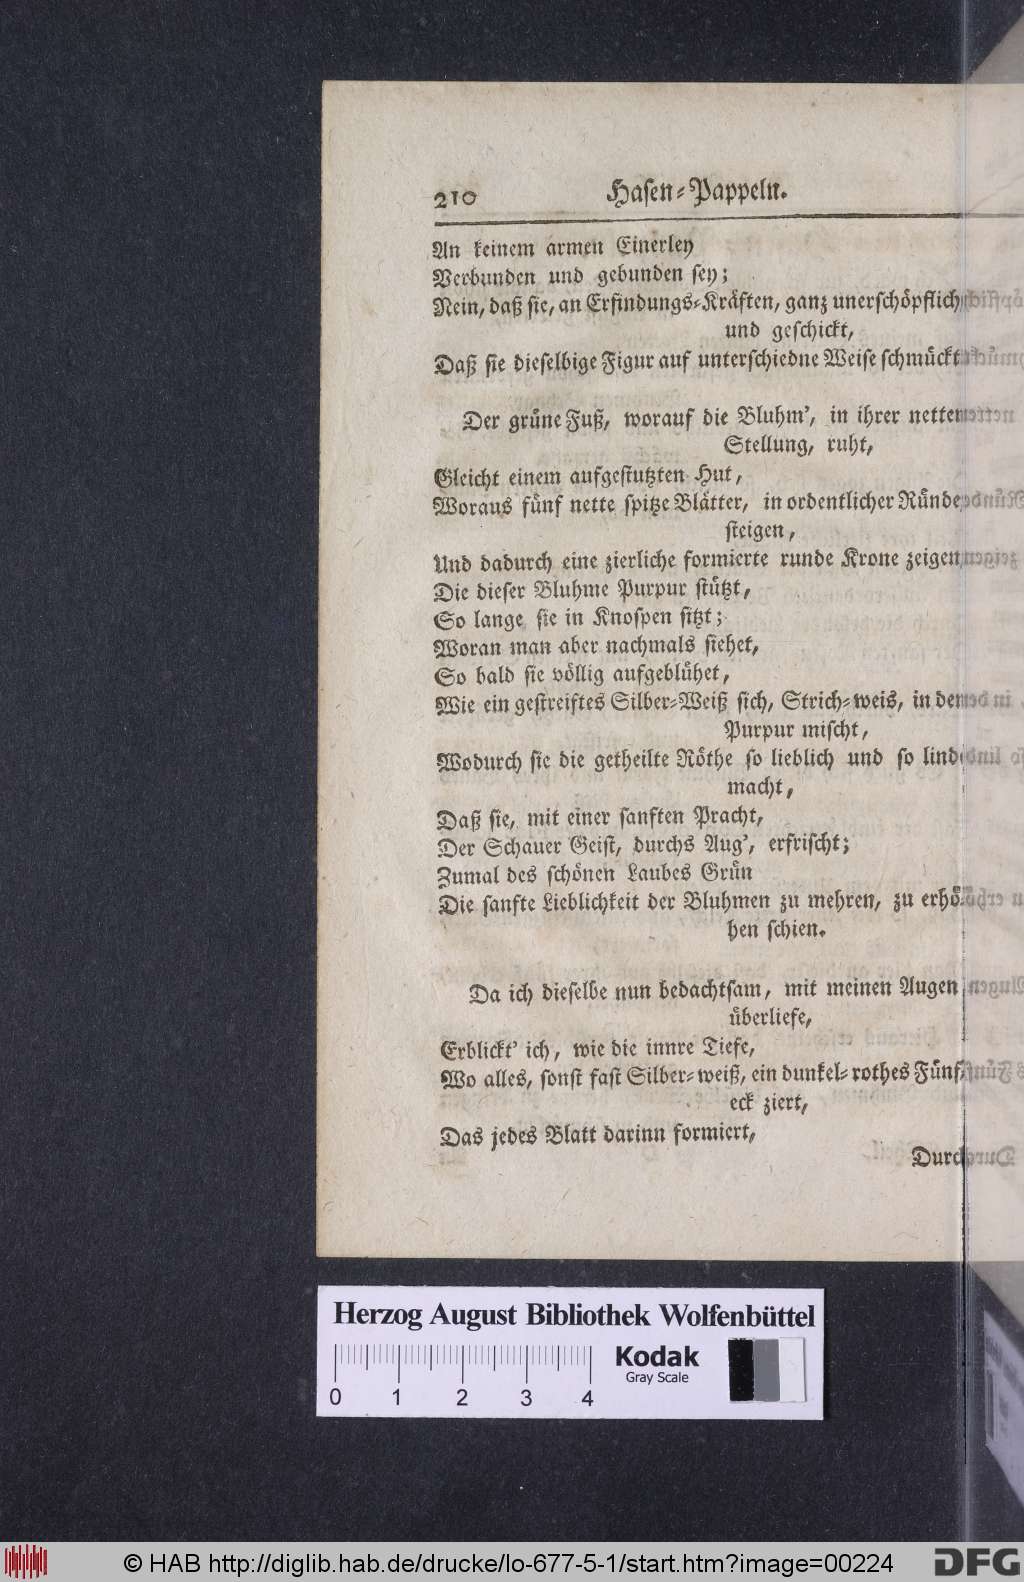 210 Hasen-Pappeln.
An keinem armen Einerley
Verbunden und gebunden sey;
Nein, daß sie, an Erfindungs-Kräften, ganz unerschöpflich
und geschickt,
Daß sie dieselbige Figur auf unterschiedne Weise schmückt
Der grüne Fuß, worauf die Bluhm', in ihrer netten
Stellung, ruht,
Gleicht einem aufgestutzten Hut,
Woraus fünf nette spitze Blätter, in ordentlicher Ründe
steigen,
Und dadurch eine zierliche formierte runde Krone zeigen
Die dieser Bluhme Purpur stützt,
So lange sie in Knospen sitzt;
Woran man aber nachmals siehet,
So bald sie völlig aufgeblühet,
Wie ein gestreiftes Silber-Weiß sich, Strich-weis, in dem
Purpur mischt,
Wodurch sie die getheilte Röthe so lieblich und so lind
macht,
Daß sie, mit einer sanften Pracht,
Der Schauer Geist, durchs Aug', erfrischt;
Zumal des schönen Laubes Grün
Die sanfte Lieblichkeit der Bluhmen zu mehren, zu erhö-
hen schien.
Da ich dieselbe nun bedachtsam, mit meinen Augen
überliefe,
Erblickt' ich, wie die innre Tiefe,
Wo alles, sonst fast Silber-weiß, ein dunkel-rothes Fünf-
eck ziert,
Das jedes Blatt darinn formiert,
Durch
Herzog August Bibliothek Wolfenbüttel
Kodak
Gray Scale
0 1 2 3 4
© HAB http://diglib.hab.de/drucke/lo-677-5-1/start.htm?image=00224
DFG